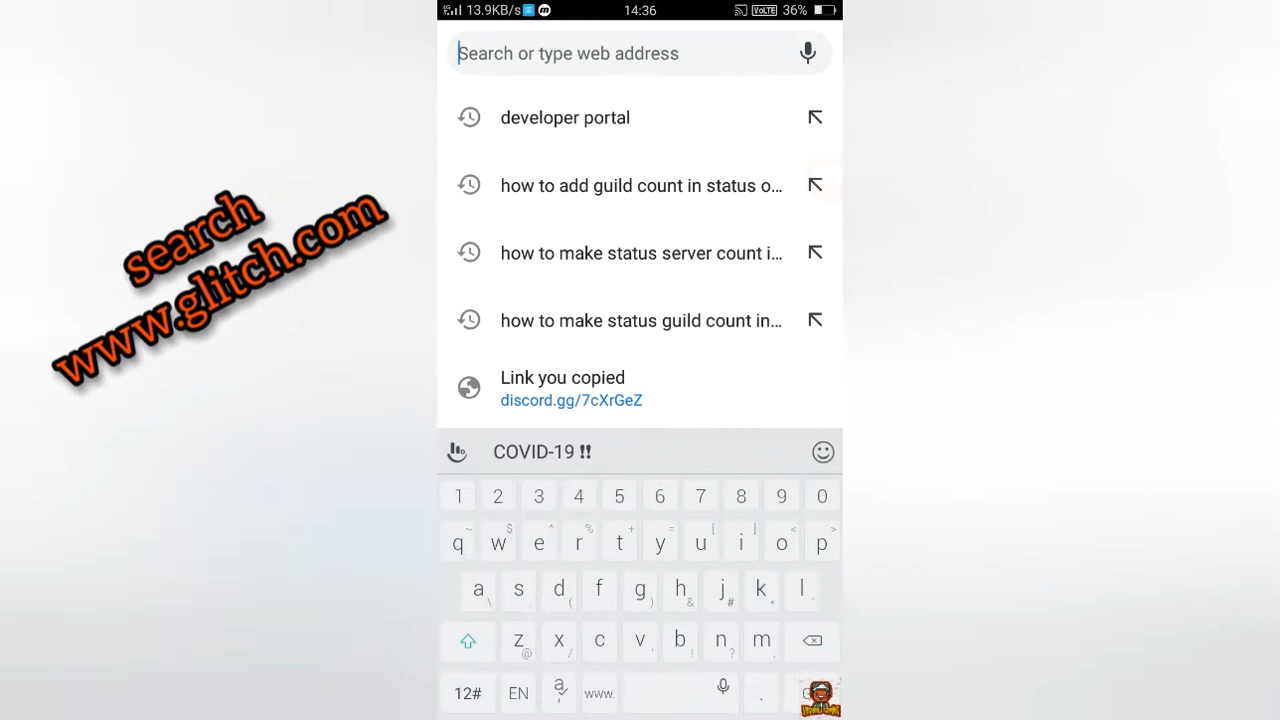 13.9KB/s
14:36
VoLTE 36%
Search or type web address
developer portal
how to add guild count in status o...
how to make status server count i...
how to make status guild count in...
Link you copied
discord.gg/7cXrGeZ
search
www.glitch.com
COVID-19 ‼
1 2 3 4 5 6 7 8 9 0
~ $ ^ % + = [ ] < >
q w e r t y u i o p
a s d f g h j k l
\ ( ) & # *
z x c v b n m
@ / , ! ?
12# EN a www. .